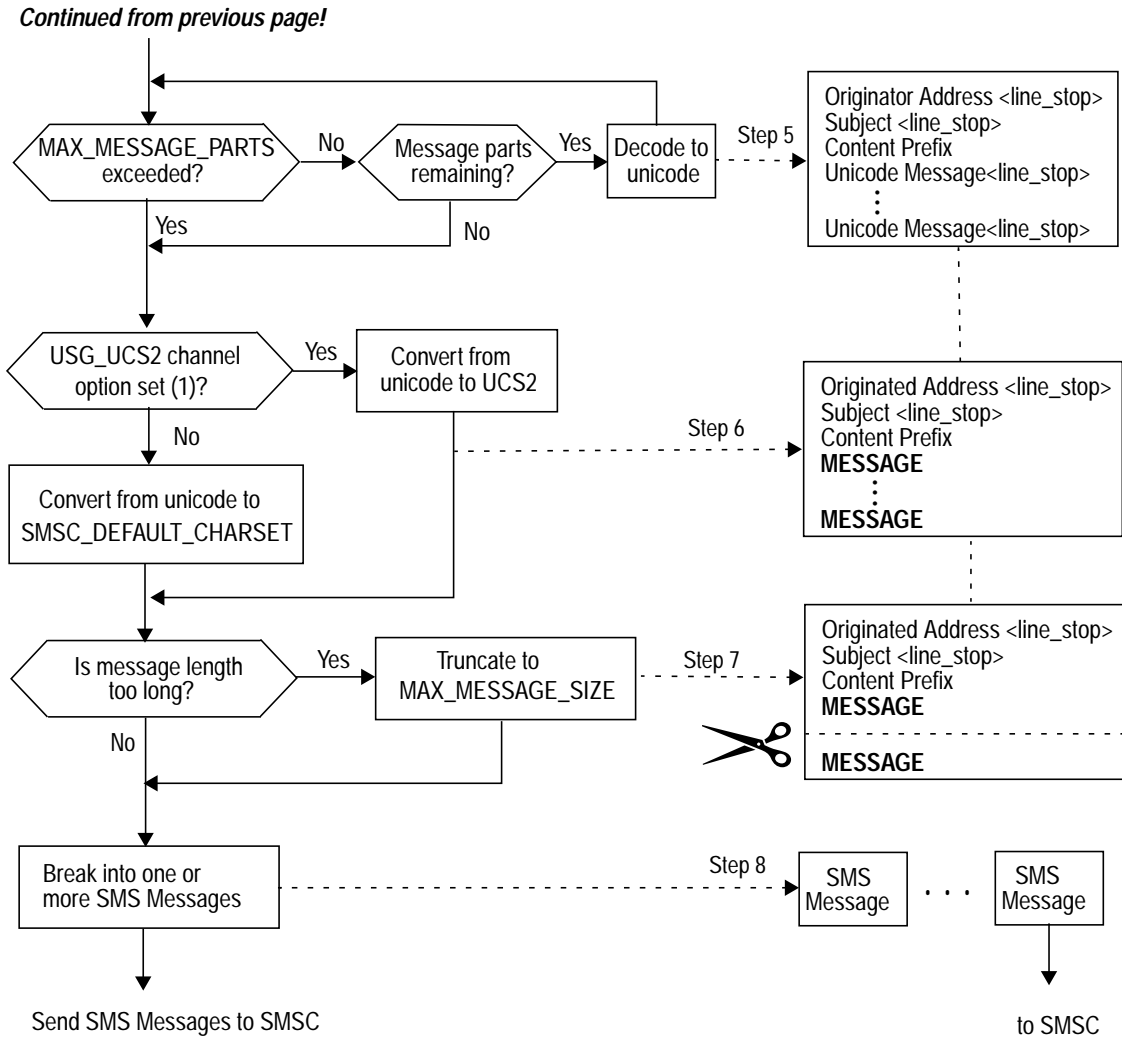 Continued from previous page!
MAX_MESSAGE_PARTS
exceeded?
No
Message parts
remaining?
Yes
Decode to
unicode
Step 5
Originator Address <line_stop>
Subject <line_stop>
Content Prefix
Unicode Message<line_stop>
Unicode Message<line_stop>
Yes
No
USG_UCS2 channel
option set (1)?
Yes
Convert from
unicode to UCS2
No
Step 6
Originated Address <line_stop>
Subject <line_stop>
Content Prefix
MESSAGE
MESSAGE
Convert from unicode to
SMSC_DEFAULT_CHARSET
Is message length
too long?
Yes
Truncate to
MAX_MESSAGE_SIZE
Step 7
Originated Address <line_stop>
Subject <line_stop>
Content Prefix
MESSAGE
MESSAGE
No
Break into one or
more SMS Messages
Step 8
SMS
Message
. . .
SMS
Message
Send SMS Messages to SMSC
to SMSC